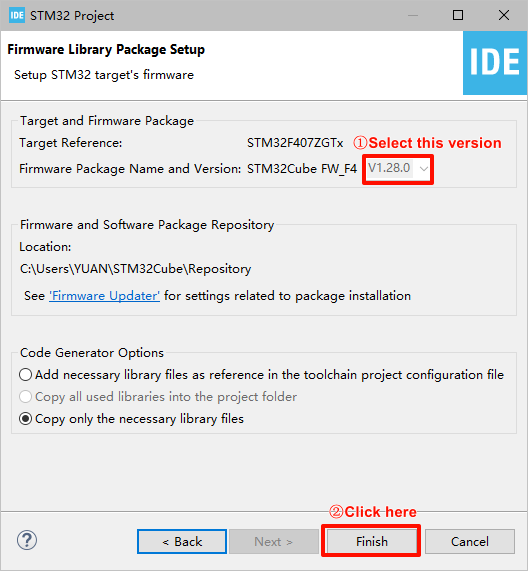 IDE STM32 Project
Firmware Library Package Setup
Setup STM32 target's firmware
IDE
Target and Firmware Package
Target Reference: STM32F407ZGTx ①Select this version
Firmware Package Name and Version: STM32Cube FW_F4 V1.28.0
Firmware and Software Package Repository
Location:
C:\Users\YUAN\STM32Cube\Repository
See 'Firmware Updater' for settings related to package installation
Code Generator Options
Add necessary library files as reference in the toolchain project configuration file
Copy all used libraries into the project folder
Copy only the necessary library files
②Click here
? < Back Next > Finish Cancel